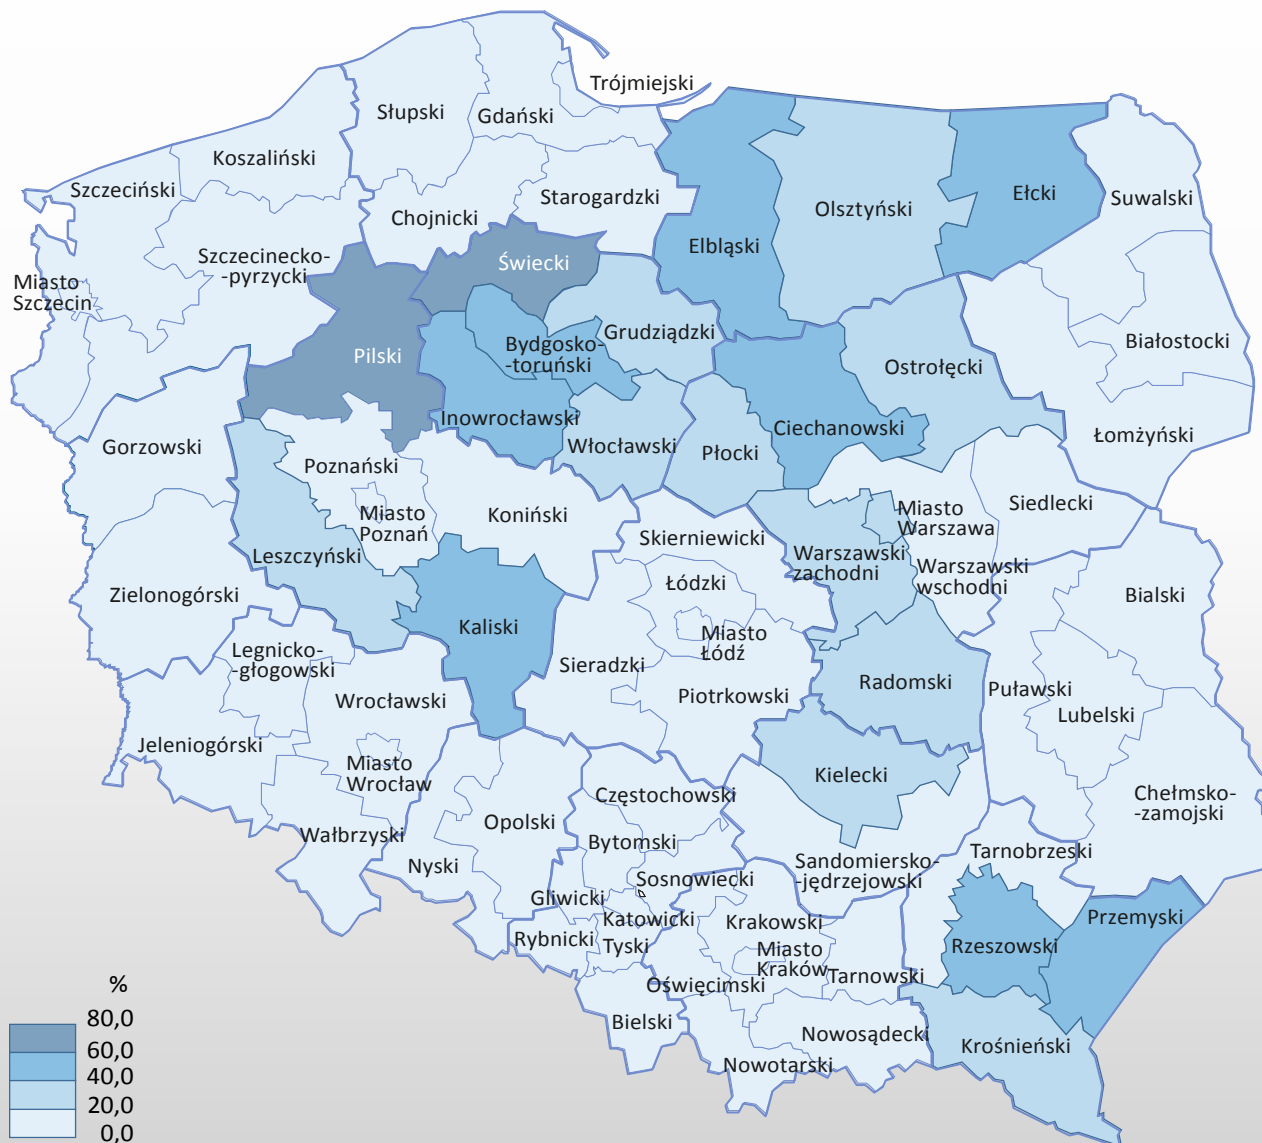 Trójmiejski
Słupski
Gdański
Koszaliński
Szczeciński
Starogardzki
Chojnicki
Olsztyński
Ełcki
Suwalski
Elbląski
Szczecinecko-
-pyrzycki
Świecki
Miasto
Szczecin
Grudziądzki
Białostocki
Bydgosko-
-toruński
Pilski
Ostrołęcki
Inowrocławski
Ciechanowski
Łomżyński
Gorzowski
Włocławski
Płocki
Poznański
Miasto
Poznań
Koniński
Siedlecki
Miasto
Warszawa
Skierniewicki
Leszczyński
Warszawski
zachodni
Warszawski
wschodni
Łódzki
Zielonogórski
Bialski
Kaliski
Miasto
Łódź
Legnicko-
-głogowski
Sieradzki
Radomski
Puławski
Piotrkowski
Wrocławski
Lubelski
Jeleniogórski
Miasto
Wrocław
Kielecki
Częstochowski
Chełmsko-
-zamojski
Opolski
Wałbrzyski
Bytomski
Tarnobrzeski
Nyski
Sandomiersko-
-jędrzejowski
Sosnowiecki
Gliwicki
Katowicki
Krakowski
Przemyski
Rybnicki
Tyski
Miasto
Kraków
Rzeszowski
Tarnowski
Oświęcimski
Bielski
Nowosądecki
Krośnieński
Nowotarski
%
80,0
60,0
40,0
20,0
0,0